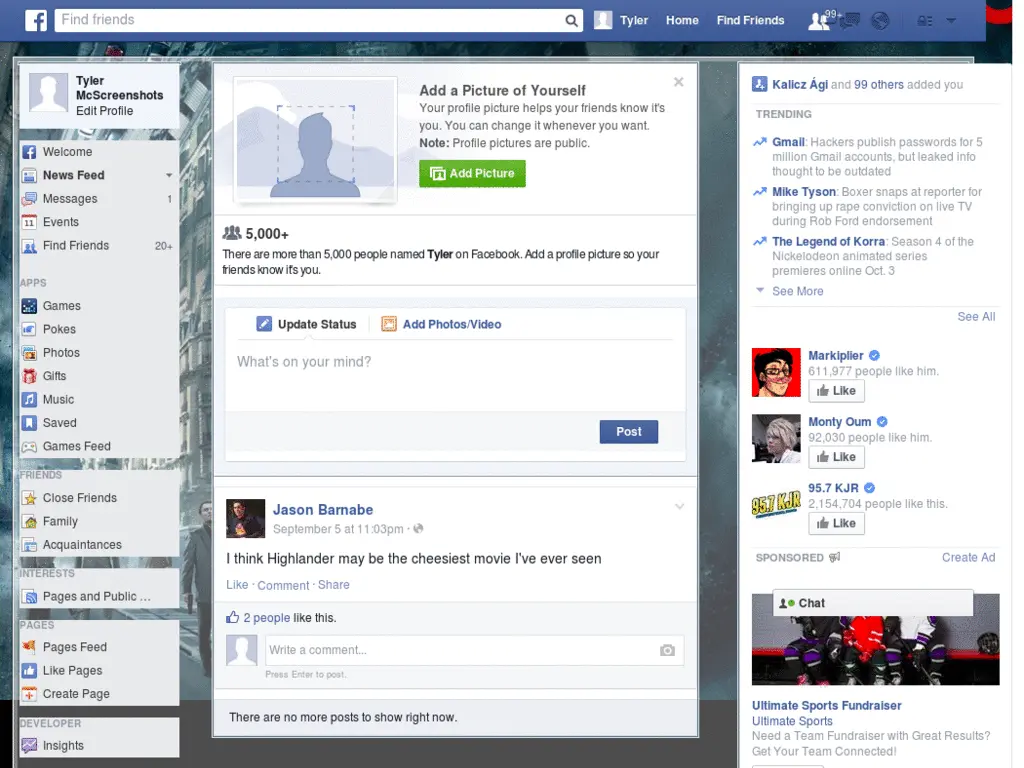 Find friends
Tyler Home Find Friends
99+
Tyler
McScreenshots
Edit Profile
Welcome
News Feed
Messages 1
11 Events
Find Friends 20+
APPS
Games
Pokes
Photos
Gifts
Music
Saved
Games Feed
FRIENDS
Close Friends
Family
Acquaintances
INTERESTS
Pages and Public ...
PAGES
Pages Feed
Like Pages
Create Page
DEVELOPER
Insights
Add a Picture of Yourself
Your profile picture helps your friends know it's
you. You can change it whenever you want.
Note: Profile pictures are public.
Add Picture
5,000+
There are more than 5,000 people named Tyler on Facebook. Add a profile picture so your
friends know it's you.
Update Status Add Photos/Video
What's on your mind?
Post
Jason Barnabe
September 5 at 11:03pm ·
I think Highlander may be the cheesiest movie I've ever seen
Like · Comment · Share
2 people like this.
Write a comment...
Press Enter to post.
There are no more posts to show right now.
Kalicz Ági and 99 others added you
TRENDING
Gmail: Hackers publish passwords for 5
million Gmail accounts, but leaked info
thought to be outdated
Mike Tyson: Boxer snaps at reporter for
bringing up rape conviction on live TV
during Rob Ford endorsement
The Legend of Korra: Season 4 of the
Nickelodeon animated series
premieres online Oct. 3
See More
See All
Markiplier
611,977 people like him.
Like
Monty Oum
92,030 people like him.
Like
95.7 KJR
95.7 KJR
2,154,704 people like this.
Like
SPONSORED Create Ad
Chat
Ultimate Sports Fundraiser
Ultimate Sports
Need a Team Fundraiser with Great Results?
Get Your Team Connected!